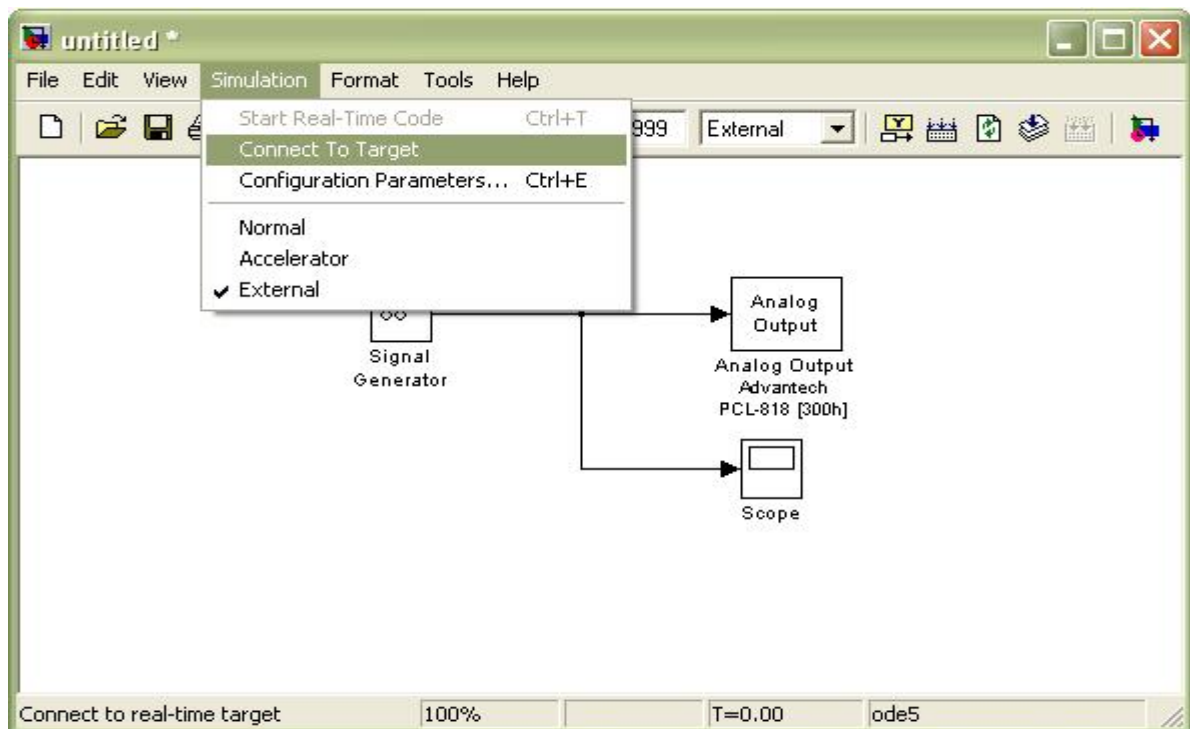 untitled *
File Edit View Simulation Format Tools Help
Start Real-Time Code Ctrl+T
999 External
Connect To Target
Configuration Parameters... Ctrl+E
Normal
Accelerator
External
Analog
Output
Signal
Generator
Analog Output
Advantech
PCL-818 [300h]
Scope
Connect to real-time target 100% T=0.00 ode5